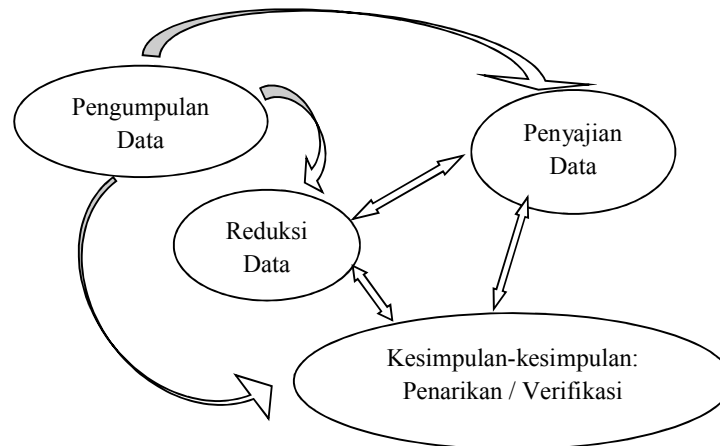 Pengumpulan
Data
Penyajian
Data
Reduksi
Data
Kesimpulan-kesimpulan:
Penarikan / Verifikasi